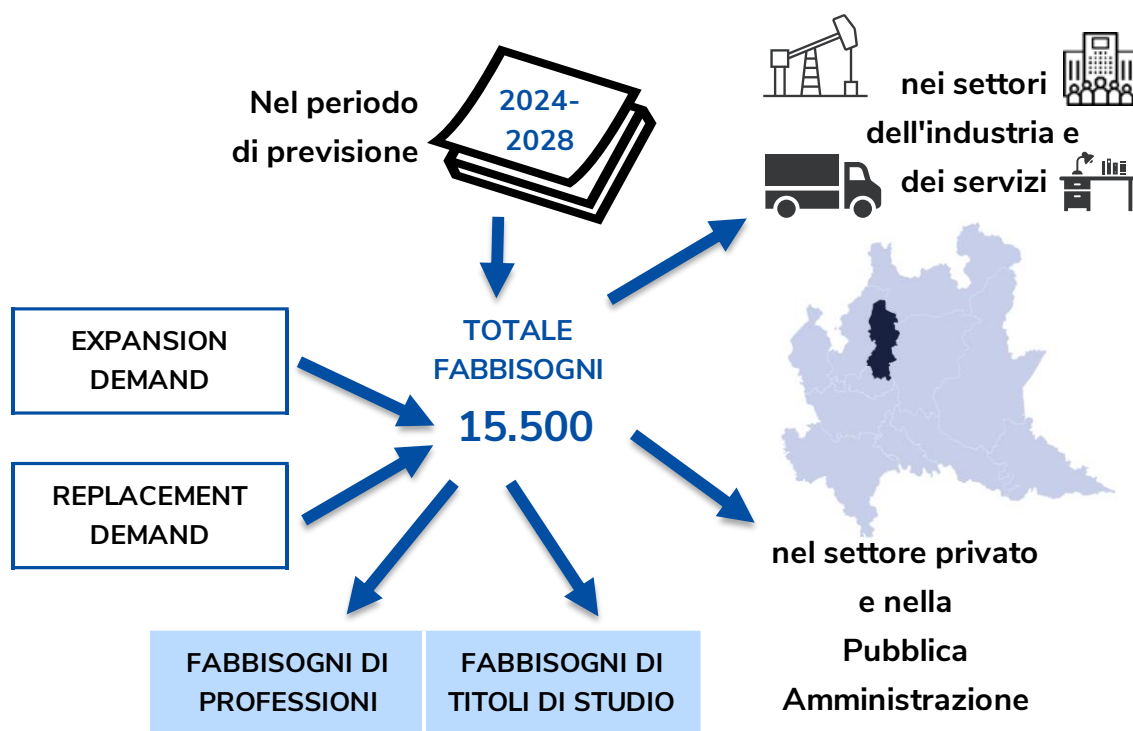 Nel periodo
di previsione
2024-
2028
nei settori
dell'industria e
dei servizi
EXPANSION
DEMAND
TOTALE
FABBISOGNI
15.500
REPLACEMENT
DEMAND
nel settore privato
e nella
Pubblica
Amministrazione
FABBISOGNI DI
PROFESSIONI
FABBISOGNI DI
TITOLI DI STUDIO